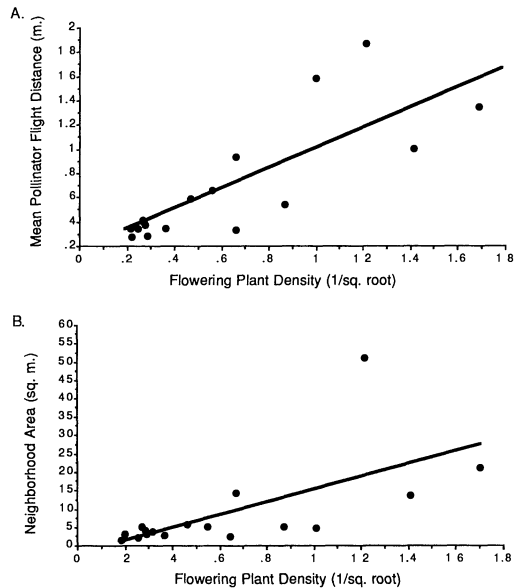 A.
Mean Pollinator Flight Distance (m.)
2
1 8
1 6
1.4
1.2
1
.8
.6
4
.2
0 .2 .4 .6 .8 1 1 2 1.4 1 6 1 8
Flowering Plant Density (1/sq. root)
B.
Neighborhood Area (sq. m.)
60
55
50
45
40
35
30
25
20
15
10
5
0
0 .2 .4 .6 .8 1 1.2 1.4 1.6 1.8
Flowering Plant Density (1/sq. root)